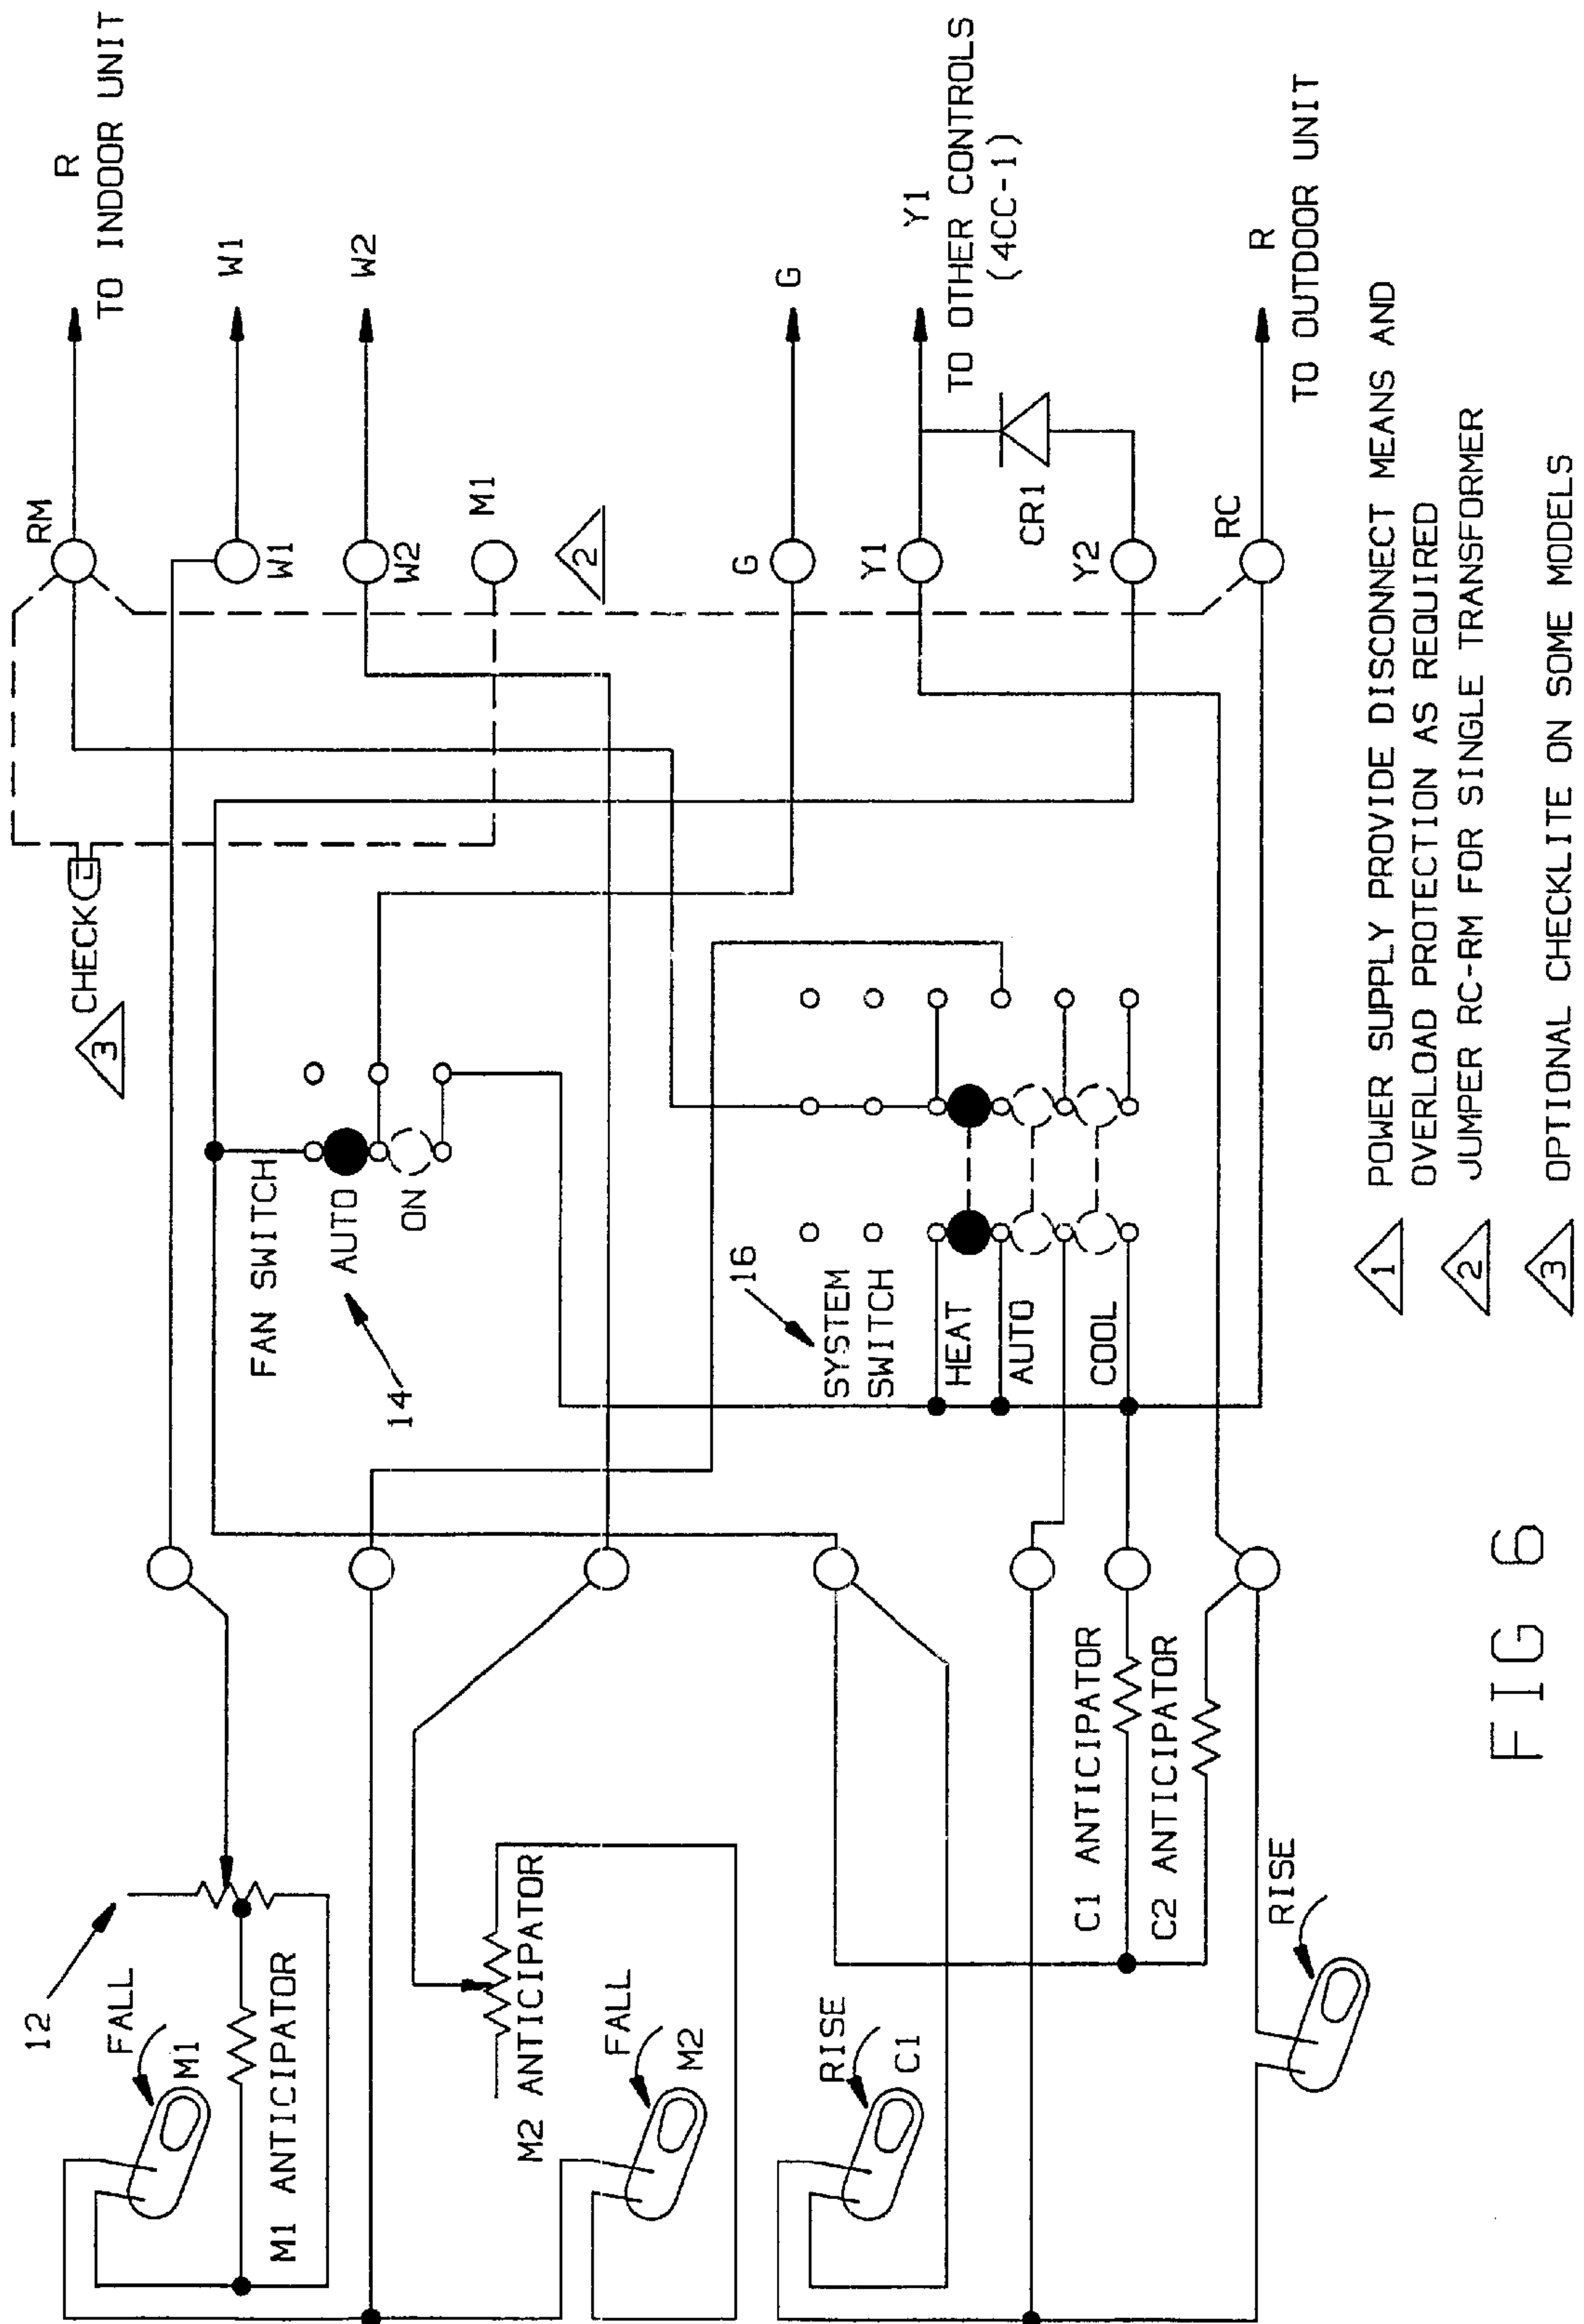 12
FALL
M1
M1 ANTICIPATOR
M2 ANTICIPATOR
FALL
M2
RISE
C1
C1 ANTICIPATOR
C2 ANTICIPATOR
RISE
FAN SWITCH
AUTO
ON
14
16
SYSTEM
SWITCH
HEAT
AUTO
COOL
3
CHECK
RM
R
TO INDOOR UNIT
W1
W1
W2
W2
M1
2
G
G
Y1
Y1
TO OTHER CONTROLS
(4CC-1)
CR1
Y2
RC
R
TO OUTDOOR UNIT
1 POWER SUPPLY PROVIDE DISCONNECT MEANS AND
OVERLOAD PROTECTION AS REQUIRED
2 JUMPER RC-RM FOR SINGLE TRANSFORMER
3 OPTIONAL CHECKLITE ON SOME MODELS
FIG 6